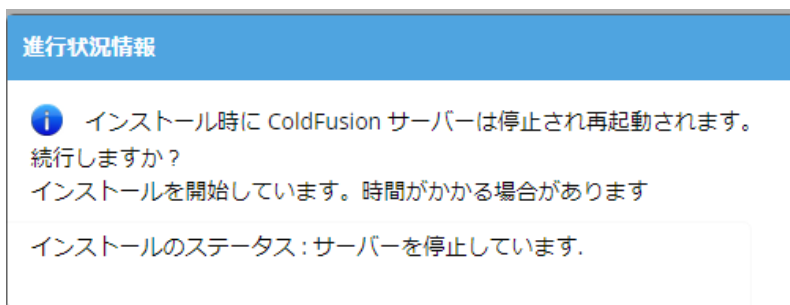 進行状況情報
インストール時に ColdFusion サーバーは停止され再起動されます。
続行しますか？
インストールを開始しています。時間がかかる場合があります
インストールのステータス : サーバーを停止しています.